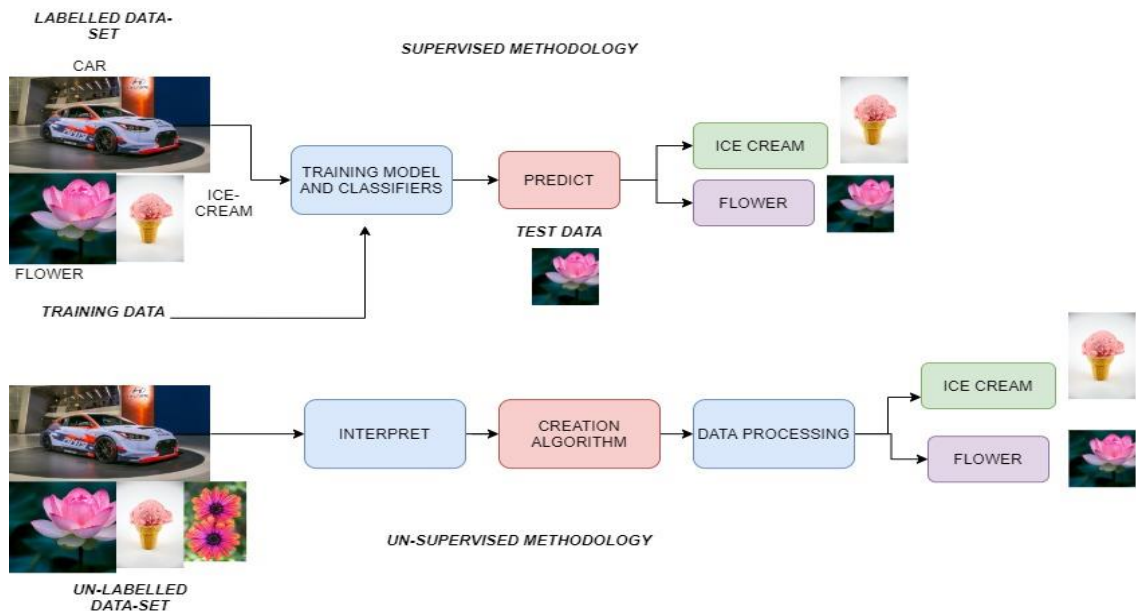 LABELLED DATA-
SET
SUPERVISED METHODOLOGY
CAR
ICE-
CREAM
FLOWER
TRAINING MODEL
AND CLASSIFIERS
PREDICT
ICE CREAM
FLOWER
TEST DATA
TRAINING DATA
INTERPRET
CREATION
ALGORITHM
DATA PROCESSING
ICE CREAM
FLOWER
UN-SUPERVISED METHODOLOGY
UN-LABELLED
DATA-SET